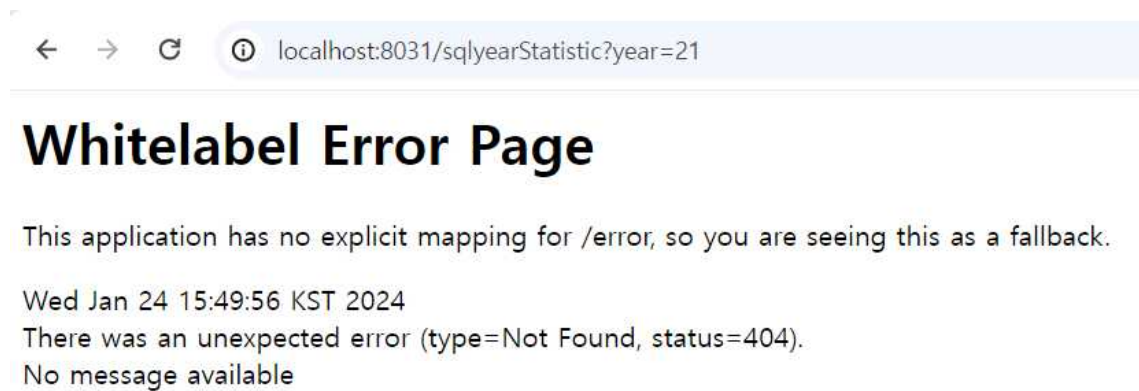 localhost:8031/sqlyearStatistic?year=21
Whitelabel Error Page
This application has no explicit mapping for /error, so you are seeing this as a fallback.
Wed Jan 24 15:49:56 KST 2024
There was an unexpected error (type=Not Found, status=404).
No message available